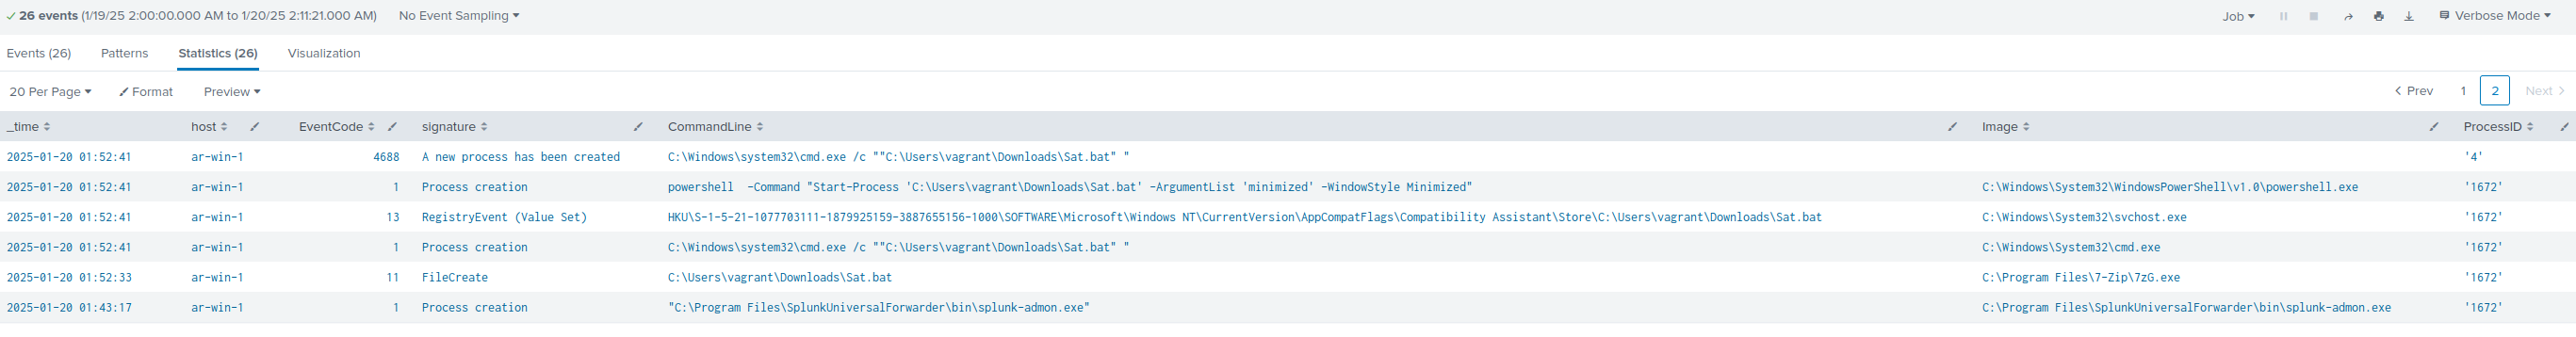 26 events (1/19/25 2:00:00.000 AM to 1/20/25 2:11:21.000 AM) No Event Sampling Job Verbose Mode
Events (26) Patterns Statistics (26) Visualization
20 Per Page Format Preview Prev 1 2 Next
_time host EventCode signature CommandLine Image ProcessID
2025-01-20 01:52:41 ar-win-1 4688 A new process has been created C:\Windows\system32\cmd.exe /c ""C:\Users\vagrant\Downloads\Sat.bat" " '4'
2025-01-20 01:52:41 ar-win-1 1 Process creation powershell  -Command "Start-Process 'C:\Users\vagrant\Downloads\Sat.bat' -ArgumentList 'minimized' -WindowStyle Minimized" C:\Windows\System32\WindowsPowerShell\v1.0\powershell.exe '1672'
2025-01-20 01:52:41 ar-win-1 13 RegistryEvent (Value Set) HKU\S-1-5-21-1077703111-1879925159-3887655156-1000\SOFTWARE\Microsoft\Windows NT\CurrentVersion\AppCompatFlags\Compatibility Assistant\Store\C:\Users\vagrant\Downloads\Sat.bat C:\Windows\System32\svchost.exe '1672'
2025-01-20 01:52:41 ar-win-1 1 Process creation C:\Windows\system32\cmd.exe /c ""C:\Users\vagrant\Downloads\Sat.bat" " C:\Windows\System32\cmd.exe '1672'
2025-01-20 01:52:33 ar-win-1 11 FileCreate C:\Users\vagrant\Downloads\Sat.bat C:\Program Files\7-Zip\7zG.exe '1672'
2025-01-20 01:43:17 ar-win-1 1 Process creation "C:\Program Files\SplunkUniversalForwarder\bin\splunk-admon.exe" C:\Program Files\SplunkUniversalForwarder\bin\splunk-admon.exe '1672'